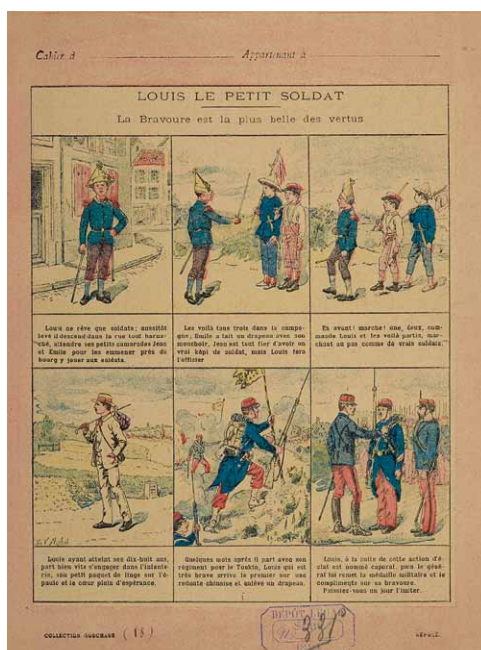 Cahier d
Appartenant à
LOUIS LE PETIT SOLDAT
La Bravoure est la plus belle des vertus
Louis ne rêve que soldats; aussitôt
levé il descend dans la rue tout harna-
ché, attendre ses petits camarades Jean
et Emile pour les emmener près du
bourg y jouer aux soldats.
Les voilà tous trois dans la campa-
gne, Emile a fait un drapeau avec son
mouchoir, Jean est tout fier d'avoir un
vrai képi de soldat, mais Louis fera
l'officier
En avant! marche! une, deux, com-
mande Louis et les voilà partis, mar-
chant au pas comme de vrais soldats.
Louis ayant atteint ses dix-huit ans,
part bien vite s'engager dans l'infante-
rie, son petit paquet de linge sur l'é-
paule et le cœur plein d'espérance.
Quelques mois après il part avec son
régiment pour le Tonkin, Louis qui est
très brave arrive le premier sur une
redoute chinoise et enlève un drapeau.
Louis, à la suite de cette action d'é-
clat est nommé caporal, puis le géné-
ral lui remet la médaille militaire et le
complimente sur sa bravoure.
Puissiez-vous un jour l'imiter.
COLLECTION
(18)
DÉPOSÉ.
DÉPOT